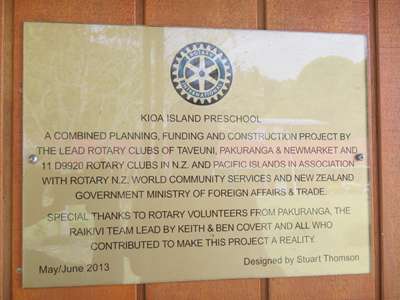 ROTARY
INTERNATIONAL
KIOA ISLAND PRESCHOOL
A COMBINED PLANNING, FUNDING AND CONSTRUCTION PROJECT BY
THE LEAD ROTARY CLUBS OF TAVEUNI, PAKURANGA & NEWMARKET AND
11 D9920 ROTARY CLUBS IN N.Z. AND PACIFIC ISLANDS IN ASSOCIATION
WITH ROTARY N.Z. WORLD COMMUNITY SERVICES AND NEW ZEALAND
GOVERNMENT MINISTRY OF FOREIGN AFFAIRS & TRADE.
SPECIAL THANKS TO ROTARY VOLUNTEERS FROM PAKURANGA, THE
RAIKIVI TEAM LEAD BY KEITH & BEN COVERT AND ALL WHO
CONTRIBUTED TO MAKE THIS PROJECT A REALITY.
May/June 2013
Designed by Stuart Thomson